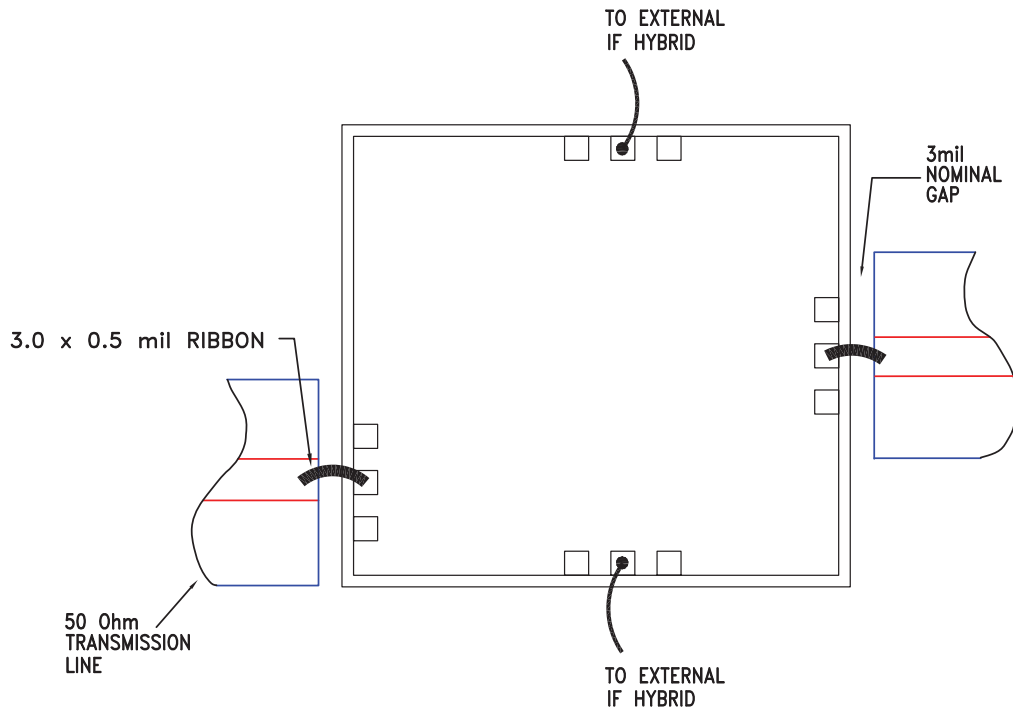 TO EXTERNAL
IF HYBRID
3mil
NOMINAL
GAP
3.0 x 0.5 mil RIBBON
50 Ohm
TRANSMISSION
LINE
TO EXTERNAL
IF HYBRID